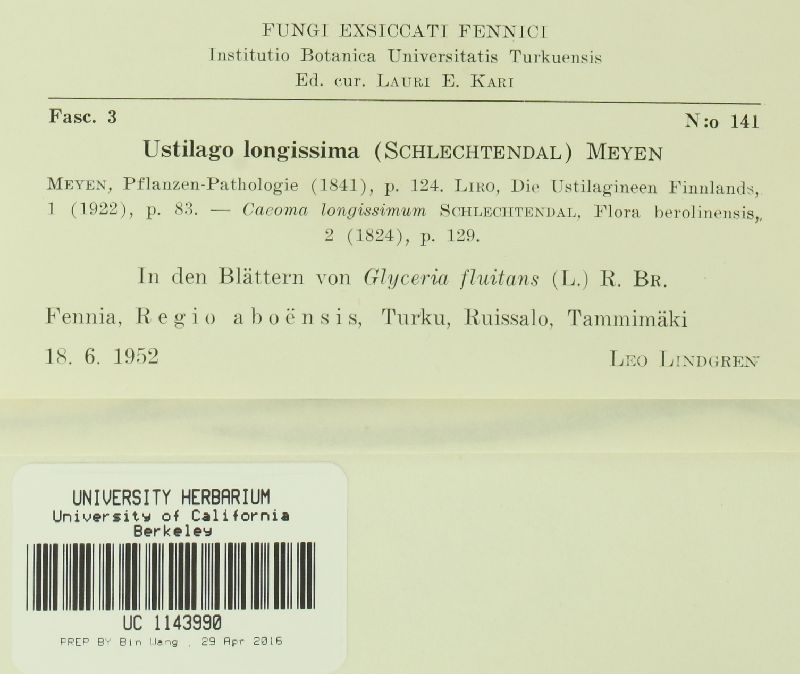 FUNGI EXSICCATI FENNICI
Institutio Botanica Universitatis Turkuensis
Ed. cur. LAURI E. KARI
Fasc. 3 N:o 141
Ustilago longissima (SCHLECHTENDAL) MEYEN
MEYEN, Pflanzen-Pathologie (1841), p. 124. LIRO, Die Ustilagineen Finnlands,
1 (1922), p. 83. — Caeoma longissimum SCHLECHTENDAL, Flora berolinensis,
2 (1824), p. 129.
In den Blättern von Glyceria fluitans (L.) R. BR.
Fennia, Regio aboënsis, Turku, Ruissalo, Tammimäki
18. 6. 1952 LEO LINDGREN
UNIVERSITY HERBARIUM
University of California
Berkeley
UC 1143990
PREP BY Bin Wang . 29 Apr 2016